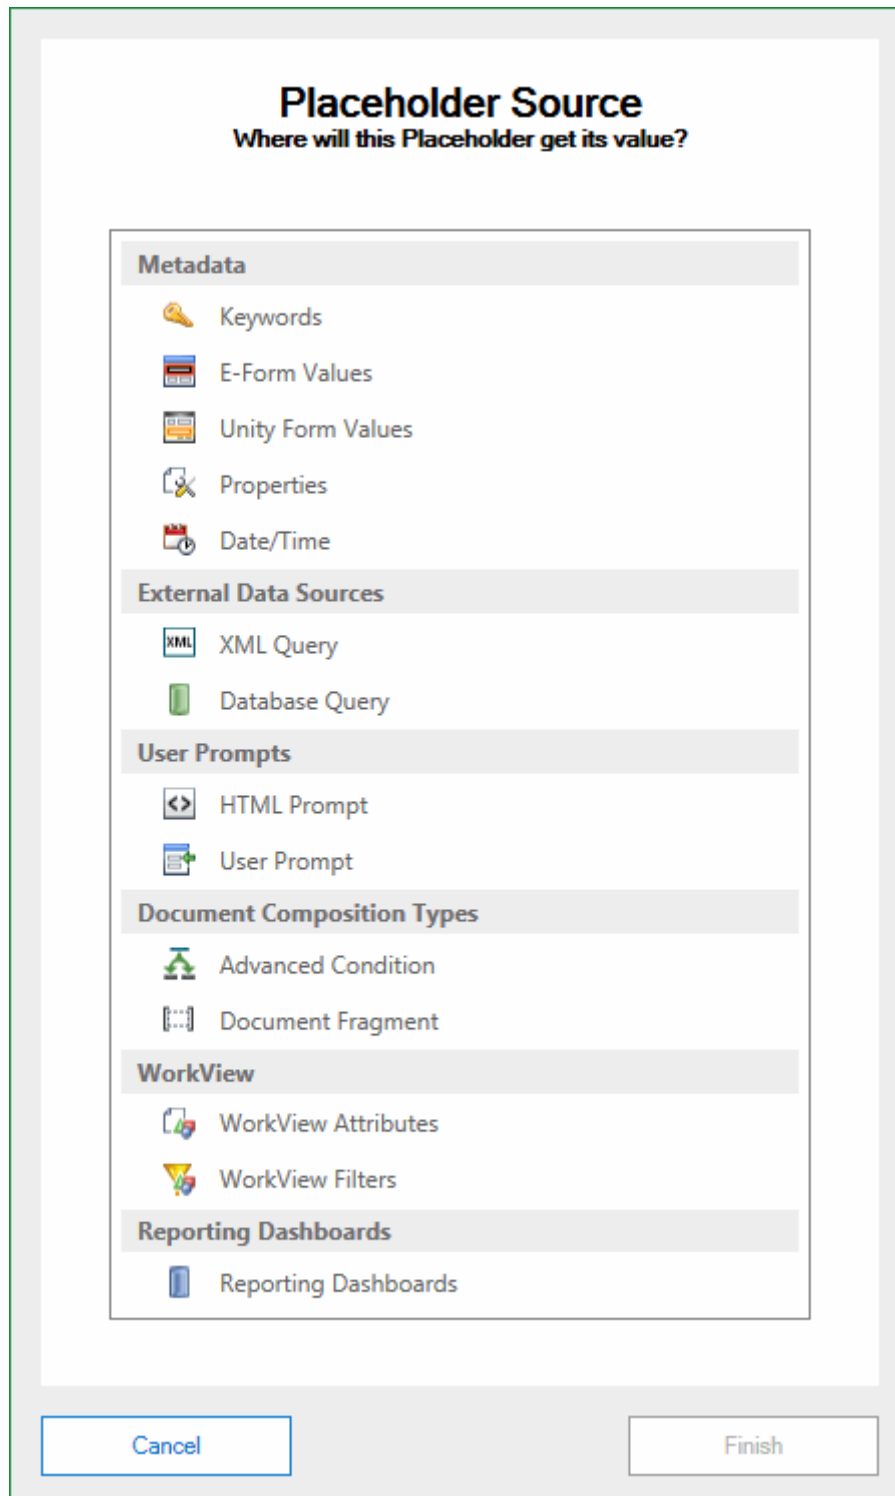 Placeholder Source
Where will this Placeholder get its value?
Metadata
Keywords
E-Form Values
Unity Form Values
Properties
Date/Time
External Data Sources
XML XML Query
Database Query
User Prompts
HTML Prompt
User Prompt
Document Composition Types
Advanced Condition
Document Fragment
WorkView
WorkView Attributes
WorkView Filters
Reporting Dashboards
Reporting Dashboards
Cancel Finish